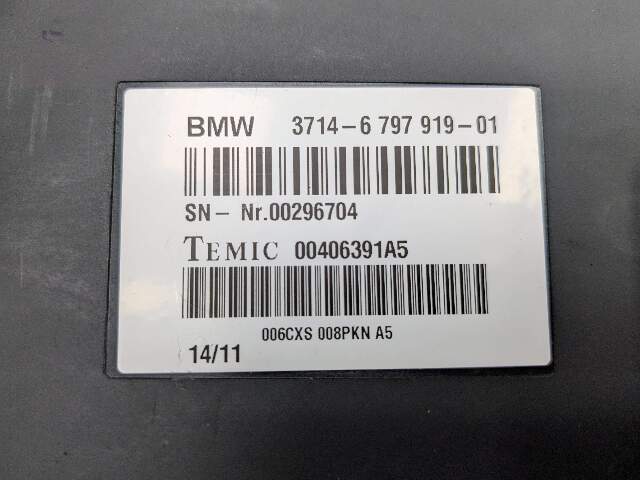 BMW 3714-6 797 919-01
SN- Nr.00296704
TEMIC 00406391A5
006CXS 008PKN A5
14/11